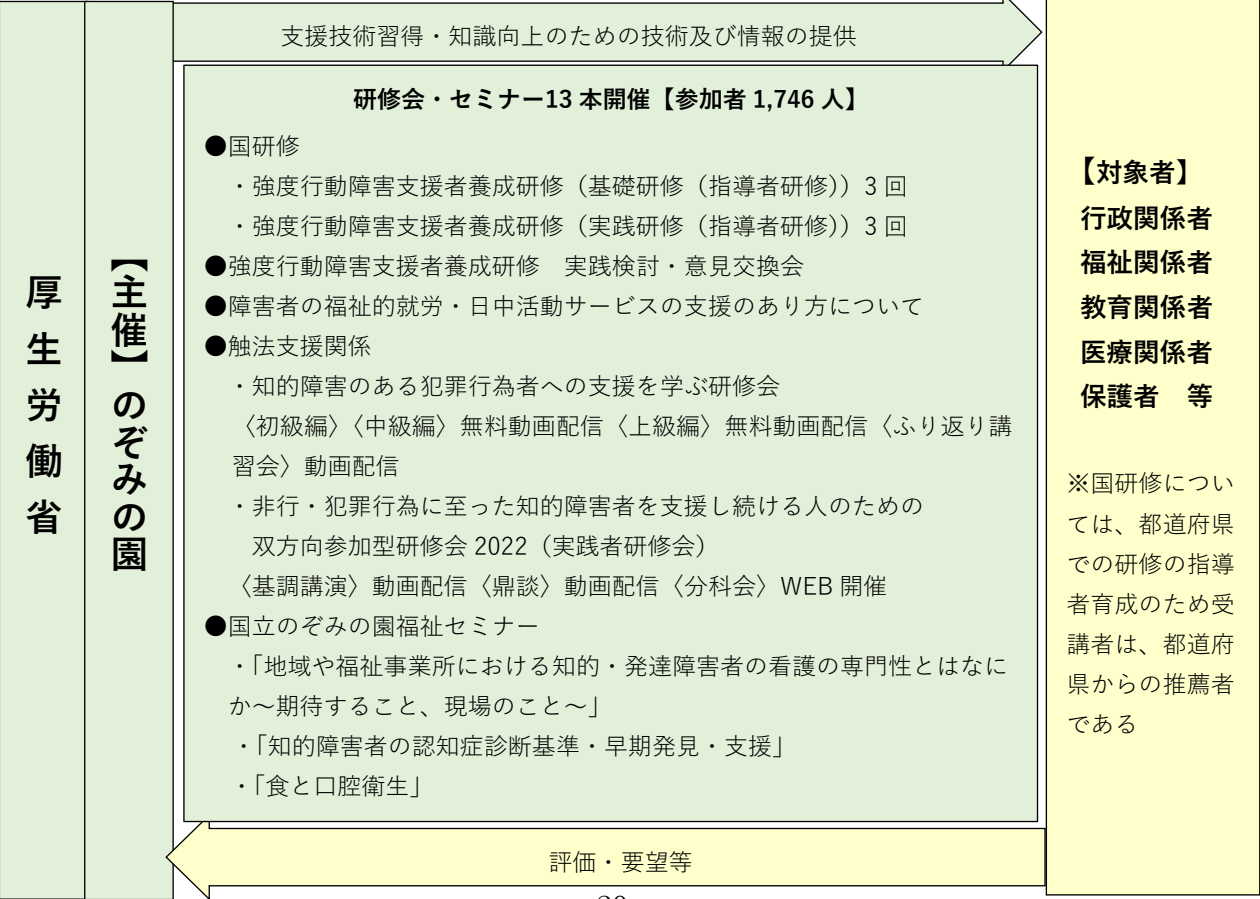 厚生労働省
【主催】のぞみの園
支援技術習得・知識向上のための技術及び情報の提供
研修会・セミナー13 本開催【参加者 1,746 人】
●国研修
・強度行動障害支援者養成研修（基礎研修（指導者研修））3 回
・強度行動障害支援者養成研修（実践研修（指導者研修））3 回
●強度行動障害支援者養成研修　実践検討・意見交換会
●障害者の福祉的就労・日中活動サービスの支援のあり方について
●触法支援関係
・知的障害のある犯罪行為者への支援を学ぶ研修会
〈初級編〉〈中級編〉無料動画配信〈上級編〉無料動画配信〈ふり返り講
習会〉動画配信
・非行・犯罪行為に至った知的障害者を支援し続ける人のための
双方向参加型研修会 2022（実践者研修会）
〈基調講演〉動画配信〈鼎談〉動画配信〈分科会〉WEB 開催
●国立のぞみの園福祉セミナー
・「地域や福祉事業所における知的・発達障害者の看護の専門性とはなに
か～期待すること、現場のこと～」
・「知的障害者の認知症診断基準・早期発見・支援」
・「食と口腔衛生」
評価・要望等
【対象者】
行政関係者
福祉関係者
教育関係者
医療関係者
保護者　等
※国研修につい
ては、都道府県
での研修の指導
者育成のため受
講者は、都道府
県からの推薦者
である